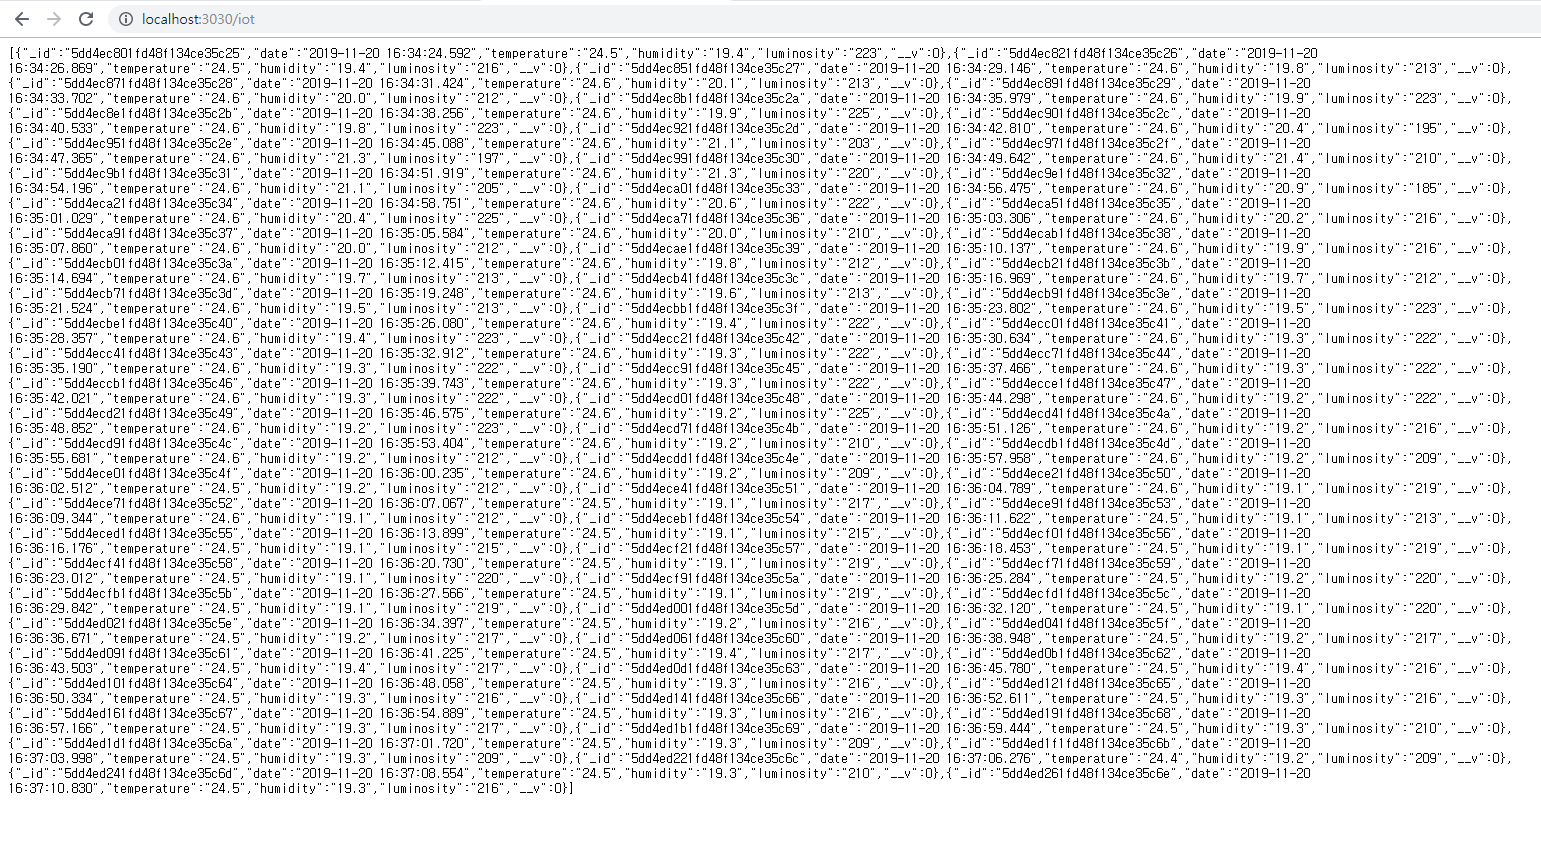 localhost:3030/iot
[{"_id":"5dd4ec801fd48f134ce35c25","date":"2019-11-20 16:34:24.592","temperature":"24.5","humidity":"19.4","luminosity":"223","__v":0},{"_id":"5dd4ec821fd48f134ce35c26","date":"2019-11-20
16:34:26.869","temperature":"24.5","humidity":"19.4","luminosity":"216","__v":0},{"_id":"5dd4ec851fd48f134ce35c27","date":"2019-11-20 16:34:29.146","temperature":"24.6","humidity":"19.8","luminosity":"213","__v":0},
{"_id":"5dd4ec871fd48f134ce35c28","date":"2019-11-20 16:34:31.424","temperature":"24.6","humidity":"20.1","luminosity":"213","__v":0},{"_id":"5dd4ec891fd48f134ce35c29","date":"2019-11-20
16:34:33.702","temperature":"24.6","humidity":"20.0","luminosity":"212","__v":0},{"_id":"5dd4ec8b1fd48f134ce35c2a","date":"2019-11-20 16:34:35.979","temperature":"24.6","humidity":"19.9","luminosity":"223","__v":0},
{"_id":"5dd4ec8e1fd48f134ce35c2b","date":"2019-11-20 16:34:38.256","temperature":"24.6","humidity":"19.9","luminosity":"225","__v":0},{"_id":"5dd4ec901fd48f134ce35c2c","date":"2019-11-20
16:34:40.533","temperature":"24.6","humidity":"19.8","luminosity":"223","__v":0},{"_id":"5dd4ec921fd48f134ce35c2d","date":"2019-11-20 16:34:42.810","temperature":"24.6","humidity":"20.4","luminosity":"195","__v":0},
{"_id":"5dd4ec951fd48f134ce35c2e","date":"2019-11-20 16:34:45.088","temperature":"24.6","humidity":"21.1","luminosity":"203","__v":0},{"_id":"5dd4ec971fd48f134ce35c2f","date":"2019-11-20
16:34:47.365","temperature":"24.6","humidity":"21.3","luminosity":"197","__v":0},{"_id":"5dd4ec991fd48f134ce35c30","date":"2019-11-20 16:34:49.642","temperature":"24.6","humidity":"21.4","luminosity":"210","__v":0},
{"_id":"5dd4ec9b1fd48f134ce35c31","date":"2019-11-20 16:34:51.919","temperature":"24.6","humidity":"21.3","luminosity":"220","__v":0},{"_id":"5dd4ec9e1fd48f134ce35c32","date":"2019-11-20
16:34:54.196","temperature":"24.6","humidity":"21.1","luminosity":"205","__v":0},{"_id":"5dd4eca01fd48f134ce35c33","date":"2019-11-20 16:34:56.475","temperature":"24.6","humidity":"20.9","luminosity":"185","__v":0},
{"_id":"5dd4eca21fd48f134ce35c34","date":"2019-11-20 16:34:58.751","temperature":"24.6","humidity":"20.6","luminosity":"222","__v":0},{"_id":"5dd4eca51fd48f134ce35c35","date":"2019-11-20
16:35:01.029","temperature":"24.6","humidity":"20.4","luminosity":"225","__v":0},{"_id":"5dd4eca71fd48f134ce35c36","date":"2019-11-20 16:35:03.306","temperature":"24.6","humidity":"20.2","luminosity":"216","__v":0},
{"_id":"5dd4eca91fd48f134ce35c37","date":"2019-11-20 16:35:05.584","temperature":"24.6","humidity":"20.0","luminosity":"210","__v":0},{"_id":"5dd4ecab1fd48f134ce35c38","date":"2019-11-20
16:35:07.860","temperature":"24.6","humidity":"20.0","luminosity":"212","__v":0},{"_id":"5dd4ecae1fd48f134ce35c39","date":"2019-11-20 16:35:10.137","temperature":"24.6","humidity":"19.9","luminosity":"216","__v":0},
{"_id":"5dd4ecb01fd48f134ce35c3a","date":"2019-11-20 16:35:12.415","temperature":"24.6","humidity":"19.8","luminosity":"212","__v":0},{"_id":"5dd4ecb21fd48f134ce35c3b","date":"2019-11-20
16:35:14.694","temperature":"24.6","humidity":"19.7","luminosity":"213","__v":0},{"_id":"5dd4ecb41fd48f134ce35c3c","date":"2019-11-20 16:35:16.969","temperature":"24.6","humidity":"19.7","luminosity":"212","__v":0},
{"_id":"5dd4ecb71fd48f134ce35c3d","date":"2019-11-20 16:35:19.248","temperature":"24.6","humidity":"19.6","luminosity":"213","__v":0},{"_id":"5dd4ecb91fd48f134ce35c3e","date":"2019-11-20
16:35:21.524","temperature":"24.6","humidity":"19.5","luminosity":"213","__v":0},{"_id":"5dd4ecbb1fd48f134ce35c3f","date":"2019-11-20 16:35:23.802","temperature":"24.6","humidity":"19.5","luminosity":"223","__v":0},
{"_id":"5dd4ecbe1fd48f134ce35c40","date":"2019-11-20 16:35:26.080","temperature":"24.6","humidity":"19.4","luminosity":"222","__v":0},{"_id":"5dd4ecc01fd48f134ce35c41","date":"2019-11-20
16:35:28.357","temperature":"24.6","humidity":"19.4","luminosity":"223","__v":0},{"_id":"5dd4ecc21fd48f134ce35c42","date":"2019-11-20 16:35:30.634","temperature":"24.6","humidity":"19.3","luminosity":"222","__v":0},
{"_id":"5dd4ecc41fd48f134ce35c43","date":"2019-11-20 16:35:32.912","temperature":"24.6","humidity":"19.3","luminosity":"222","__v":0},{"_id":"5dd4ecc71fd48f134ce35c44","date":"2019-11-20
16:35:35.190","temperature":"24.6","humidity":"19.3","luminosity":"222","__v":0},{"_id":"5dd4ecc91fd48f134ce35c45","date":"2019-11-20 16:35:37.466","temperature":"24.6","humidity":"19.3","luminosity":"222","__v":0},
{"_id":"5dd4eccb1fd48f134ce35c46","date":"2019-11-20 16:35:39.743","temperature":"24.6","humidity":"19.3","luminosity":"222","__v":0},{"_id":"5dd4ecce1fd48f134ce35c47","date":"2019-11-20
16:35:42.021","temperature":"24.6","humidity":"19.3","luminosity":"222","__v":0},{"_id":"5dd4ecd01fd48f134ce35c48","date":"2019-11-20 16:35:44.298","temperature":"24.6","humidity":"19.2","luminosity":"222","__v":0},
{"_id":"5dd4ecd21fd48f134ce35c49","date":"2019-11-20 16:35:46.575","temperature":"24.6","humidity":"19.2","luminosity":"225","__v":0},{"_id":"5dd4ecd41fd48f134ce35c4a","date":"2019-11-20
16:35:48.852","temperature":"24.6","humidity":"19.2","luminosity":"223","__v":0},{"_id":"5dd4ecd71fd48f134ce35c4b","date":"2019-11-20 16:35:51.126","temperature":"24.6","humidity":"19.2","luminosity":"216","__v":0},
{"_id":"5dd4ecd91fd48f134ce35c4c","date":"2019-11-20 16:35:53.404","temperature":"24.6","humidity":"19.2","luminosity":"210","__v":0},{"_id":"5dd4ecdb1fd48f134ce35c4d","date":"2019-11-20
16:35:55.681","temperature":"24.6","humidity":"19.2","luminosity":"212","__v":0},{"_id":"5dd4ecdd1fd48f134ce35c4e","date":"2019-11-20 16:35:57.958","temperature":"24.6","humidity":"19.2","luminosity":"209","__v":0},
{"_id":"5dd4ece01fd48f134ce35c4f","date":"2019-11-20 16:36:00.235","temperature":"24.6","humidity":"19.2","luminosity":"209","__v":0},{"_id":"5dd4ece21fd48f134ce35c50","date":"2019-11-20
16:36:02.512","temperature":"24.5","humidity":"19.2","luminosity":"212","__v":0},{"_id":"5dd4ece41fd48f134ce35c51","date":"2019-11-20 16:36:04.789","temperature":"24.6","humidity":"19.1","luminosity":"219","__v":0},
{"_id":"5dd4ece71fd48f134ce35c52","date":"2019-11-20 16:36:07.067","temperature":"24.5","humidity":"19.1","luminosity":"217","__v":0},{"_id":"5dd4ece91fd48f134ce35c53","date":"2019-11-20
16:36:09.344","temperature":"24.6","humidity":"19.1","luminosity":"212","__v":0},{"_id":"5dd4eceb1fd48f134ce35c54","date":"2019-11-20 16:36:11.622","temperature":"24.5","humidity":"19.1","luminosity":"213","__v":0},
{"_id":"5dd4eced1fd48f134ce35c55","date":"2019-11-20 16:36:13.899","temperature":"24.5","humidity":"19.1","luminosity":"215","__v":0},{"_id":"5dd4ecf01fd48f134ce35c56","date":"2019-11-20
16:36:16.176","temperature":"24.5","humidity":"19.1","luminosity":"215","__v":0},{"_id":"5dd4ecf21fd48f134ce35c57","date":"2019-11-20 16:36:18.453","temperature":"24.5","humidity":"19.1","luminosity":"219","__v":0},
{"_id":"5dd4ecf41fd48f134ce35c58","date":"2019-11-20 16:36:20.730","temperature":"24.5","humidity":"19.1","luminosity":"219","__v":0},{"_id":"5dd4ecf71fd48f134ce35c59","date":"2019-11-20
16:36:23.012","temperature":"24.5","humidity":"19.1","luminosity":"220","__v":0},{"_id":"5dd4ecf91fd48f134ce35c5a","date":"2019-11-20 16:36:25.284","temperature":"24.5","humidity":"19.2","luminosity":"220","__v":0},
{"_id":"5dd4ecfb1fd48f134ce35c5b","date":"2019-11-20 16:36:27.566","temperature":"24.5","humidity":"19.1","luminosity":"219","__v":0},{"_id":"5dd4ecfd1fd48f134ce35c5c","date":"2019-11-20
16:36:29.842","temperature":"24.5","humidity":"19.1","luminosity":"219","__v":0},{"_id":"5dd4ed001fd48f134ce35c5d","date":"2019-11-20 16:36:32.120","temperature":"24.5","humidity":"19.1","luminosity":"220","__v":0},
{"_id":"5dd4ed021fd48f134ce35c5e","date":"2019-11-20 16:36:34.397","temperature":"24.5","humidity":"19.2","luminosity":"216","__v":0},{"_id":"5dd4ed041fd48f134ce35c5f","date":"2019-11-20
16:36:36.671","temperature":"24.5","humidity":"19.2","luminosity":"217","__v":0},{"_id":"5dd4ed061fd48f134ce35c60","date":"2019-11-20 16:36:38.948","temperature":"24.5","humidity":"19.2","luminosity":"217","__v":0},
{"_id":"5dd4ed091fd48f134ce35c61","date":"2019-11-20 16:36:41.225","temperature":"24.5","humidity":"19.4","luminosity":"217","__v":0},{"_id":"5dd4ed0b1fd48f134ce35c62","date":"2019-11-20
16:36:43.503","temperature":"24.5","humidity":"19.4","luminosity":"217","__v":0},{"_id":"5dd4ed0d1fd48f134ce35c63","date":"2019-11-20 16:36:45.780","temperature":"24.5","humidity":"19.4","luminosity":"216","__v":0},
{"_id":"5dd4ed101fd48f134ce35c64","date":"2019-11-20 16:36:48.058","temperature":"24.5","humidity":"19.3","luminosity":"216","__v":0},{"_id":"5dd4ed121fd48f134ce35c65","date":"2019-11-20
16:36:50.334","temperature":"24.5","humidity":"19.3","luminosity":"216","__v":0},{"_id":"5dd4ed141fd48f134ce35c66","date":"2019-11-20 16:36:52.611","temperature":"24.5","humidity":"19.3","luminosity":"216","__v":0},
{"_id":"5dd4ed161fd48f134ce35c67","date":"2019-11-20 16:36:54.889","temperature":"24.5","humidity":"19.3","luminosity":"216","__v":0},{"_id":"5dd4ed191fd48f134ce35c68","date":"2019-11-20
16:36:57.166","temperature":"24.5","humidity":"19.3","luminosity":"217","__v":0},{"_id":"5dd4ed1b1fd48f134ce35c69","date":"2019-11-20 16:36:59.444","temperature":"24.5","humidity":"19.3","luminosity":"210","__v":0},
{"_id":"5dd4ed1d1fd48f134ce35c6a","date":"2019-11-20 16:37:01.720","temperature":"24.5","humidity":"19.3","luminosity":"209","__v":0},{"_id":"5dd4ed1f1fd48f134ce35c6b","date":"2019-11-20
16:37:03.998","temperature":"24.5","humidity":"19.3","luminosity":"209","__v":0},{"_id":"5dd4ed221fd48f134ce35c6c","date":"2019-11-20 16:37:06.276","temperature":"24.4","humidity":"19.2","luminosity":"209","__v":0},
{"_id":"5dd4ed241fd48f134ce35c6d","date":"2019-11-20 16:37:08.554","temperature":"24.5","humidity":"19.3","luminosity":"210","__v":0},{"_id":"5dd4ed261fd48f134ce35c6e","date":"2019-11-20
16:37:10.830","temperature":"24.5","humidity":"19.3","luminosity":"216","__v":0}]